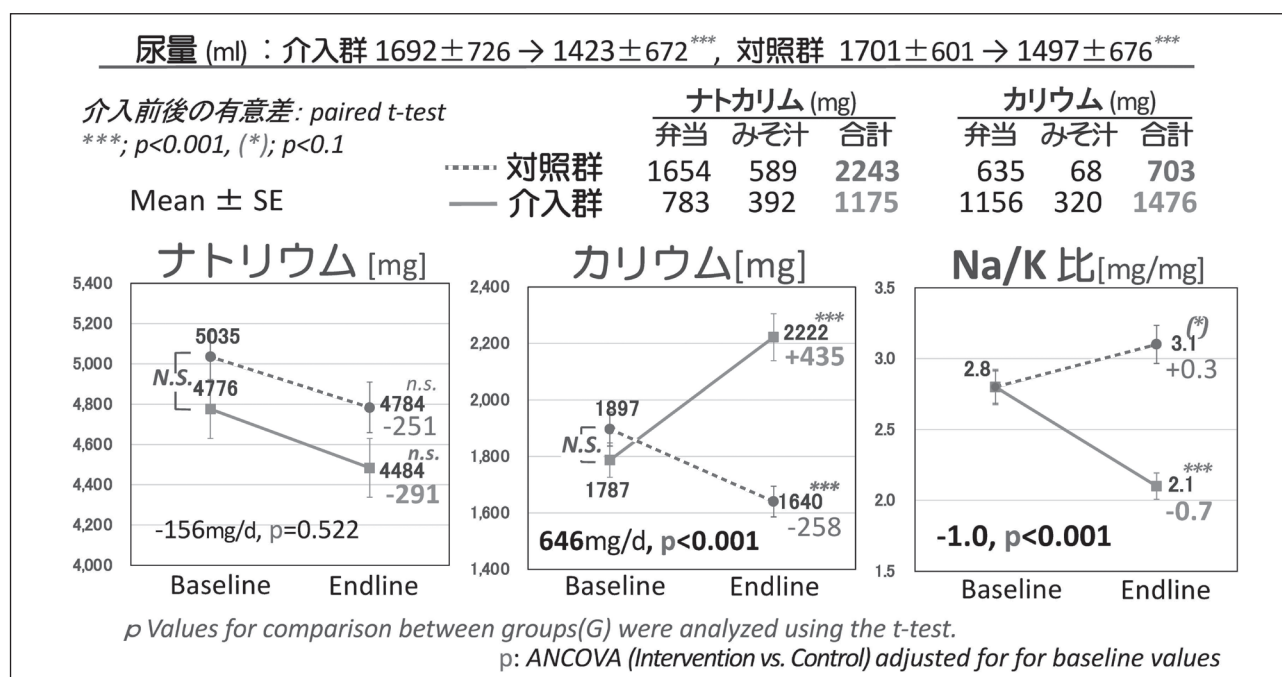 尿量 (ml) ：介入群 1692±726 → 1423±672***, 対照群 1701±601 → 1497±676***
介入前後の有意差: paired t-test
***; p<0.001, (*); p<0.1
Mean ± SE
ナトカリム (mg) カリウム (mg)
弁当 みそ汁 合計 弁当 みそ汁 合計
対照群 1654 589 2243 635 68 703
介入群 783 392 1175 1156 320 1476
ナトリウム [mg]
5,400
5,200
5,000
4,800
4,600
4,400
4,200
4,000
5035
N.S.
4776
n.s.
4784
-251
n.s.
4484
-291
-156mg/d, p=0.522
Baseline Endline
カリウム[mg]
2,400
2,200
2,000
1,800
1,600
1,400
1897
N.S.
1787
***
2222
+435
***
1640
-258
646mg/d, p<0.001
Baseline Endline
Na/K 比[mg/mg]
3.5
3.0
2.5
2.0
1.5
2.8
(*)
3.1
+0.3
***
2.1
-0.7
-1.0, p<0.001
Baseline Endline
p Values for comparison between groups(G) were analyzed using the t-test.
p: ANCOVA (Intervention vs. Control) adjusted for for baseline values